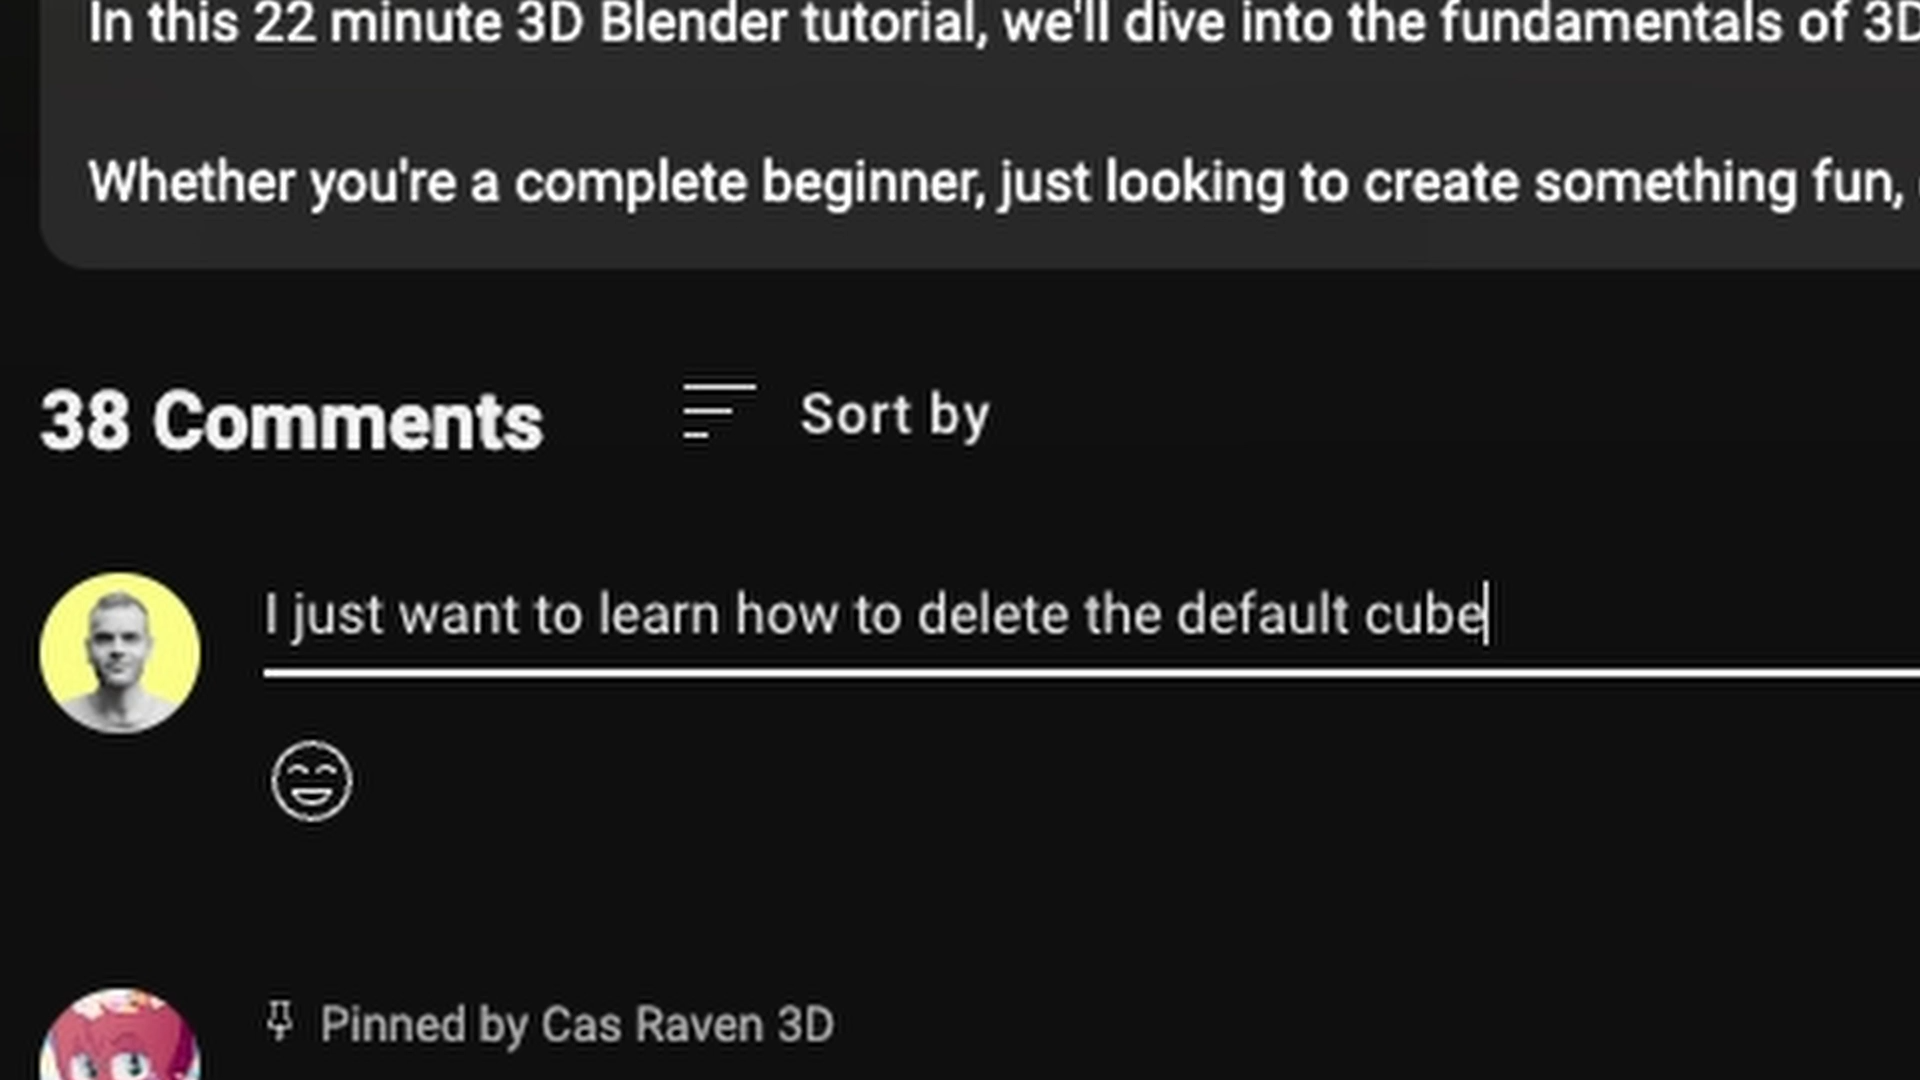 In this 22 minute 3D Blender tutorial, we'll dive into the fundamentals of 3D
Whether you're a complete beginner, just looking to create something fun,
38 Comments
Sort by
I just want to learn how to delete the default cube
Pinned by Cas Raven 3D